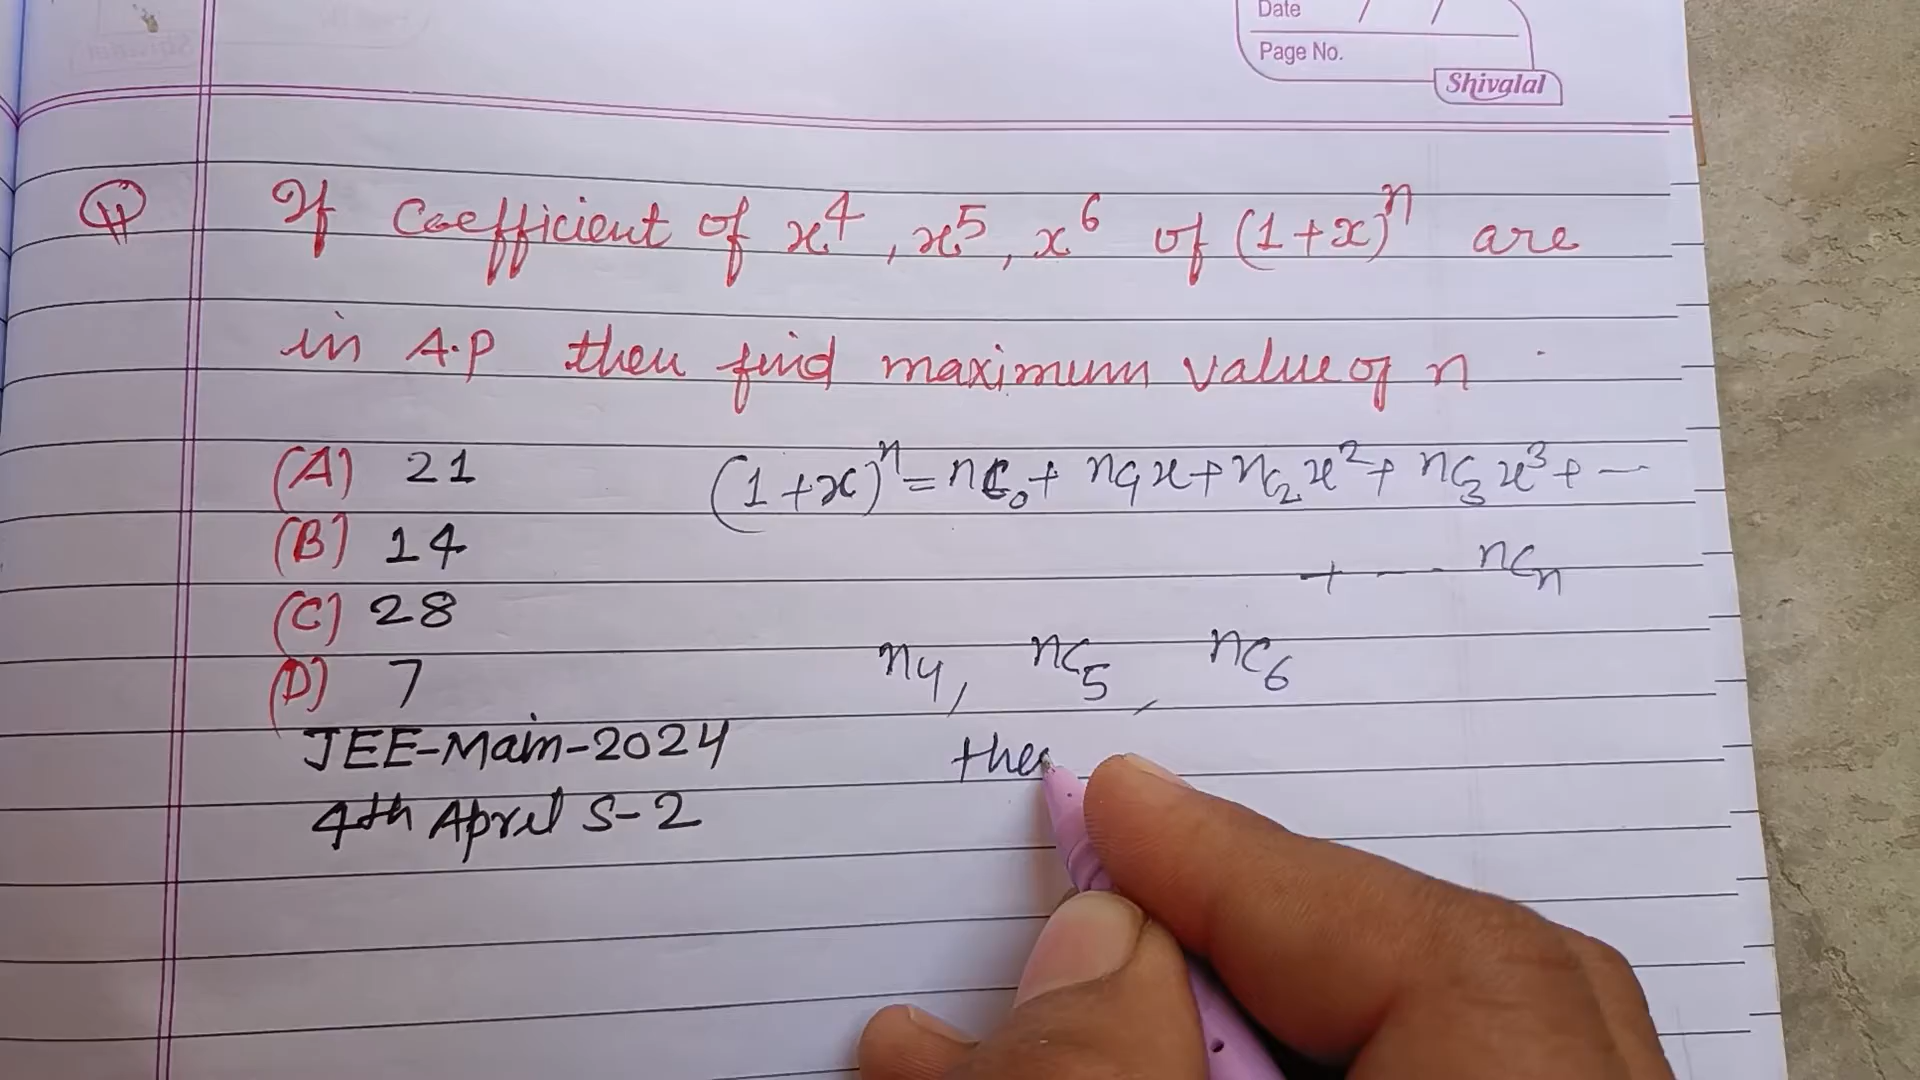 Date / /
Page No.
Shivalal
Q If Coefficient of x⁴, x⁵, x⁶ of (1+x)ⁿ are
in A.P then find maximum value of n
(A) 21
(1+x)ⁿ = nC₀ + nC₁x + nC₂x² + nC₃x³ + --
(B) 14
+ --- nCn
(C) 28
nC₄, nC₅, nC₆
(D) 7
JEE-Main-2024
the
4th April S-2